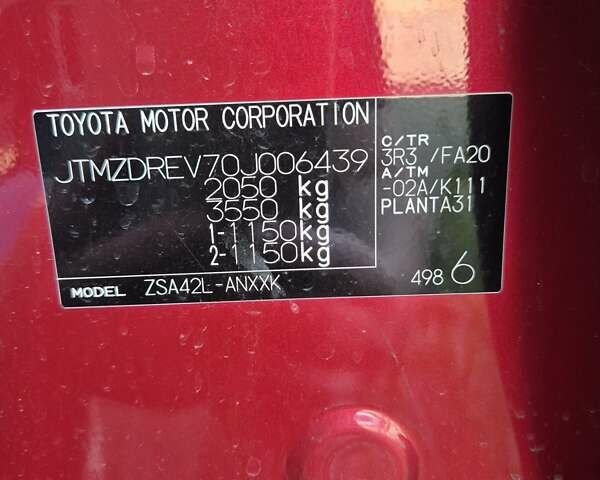 TOYOTA MOTOR CORPORATION
JTMZDREV70J006439
2050 kg
3550 kg
1-1150kg
2-1150kg
C/TR
3R3 /FA20
A/TM
-02A/K111
PLANTA31
MODEL ZSA42L-ANXXK
498 6